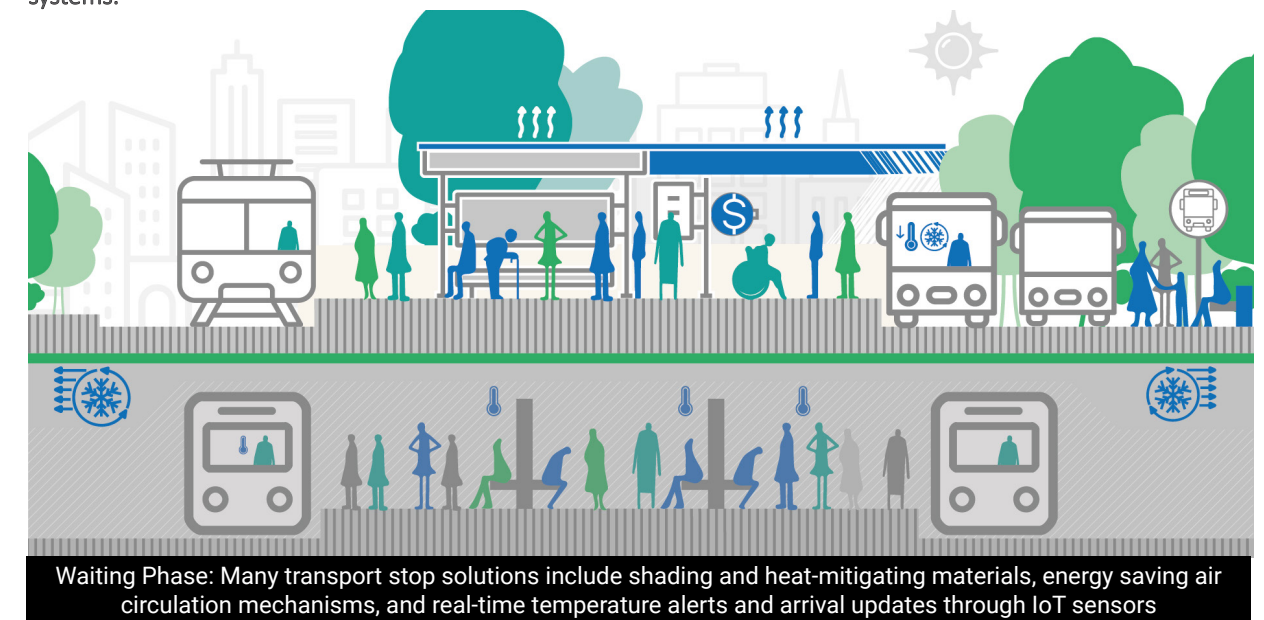 systems.
$
Waiting Phase: Many transport stop solutions include shading and heat-mitigating materials, energy saving air
circulation mechanisms, and real-time temperature alerts and arrival updates through IoT sensors